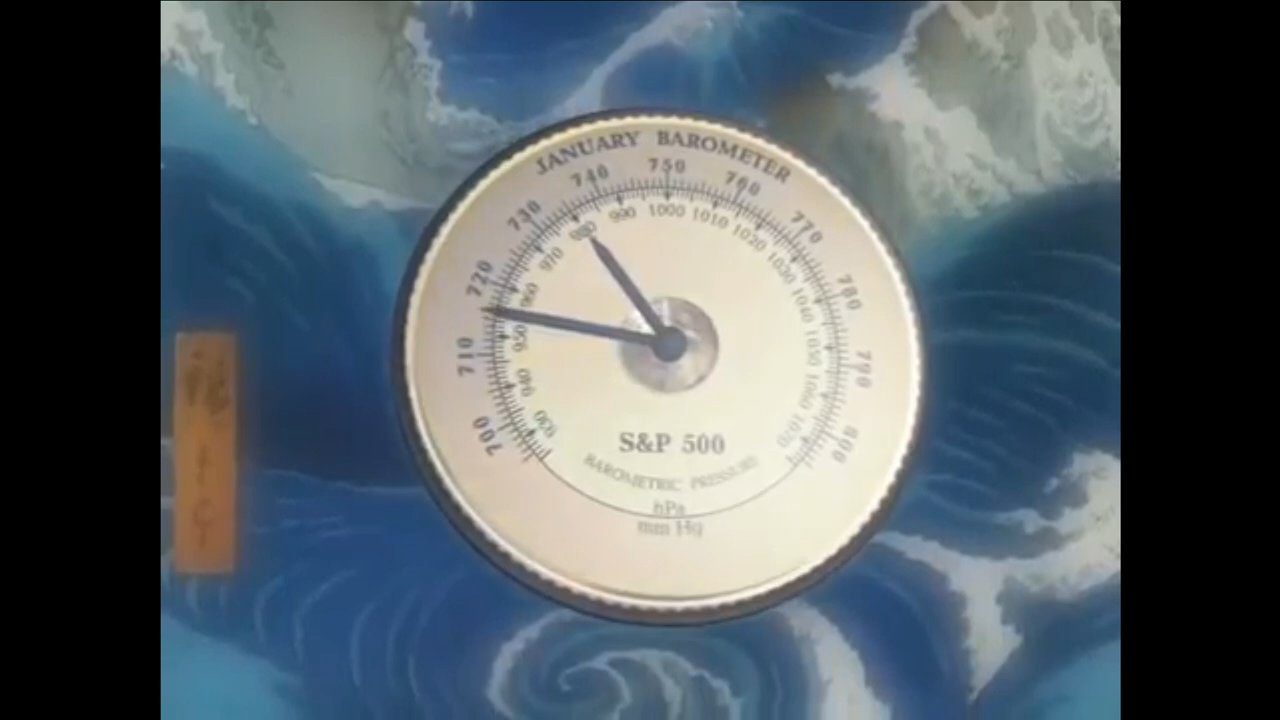 JANUARY BAROMETER
700 710 720 730 740 750 760 770 780 790 800
930 940 950 960 970 980 990 1000 1010 1020 1030 1040 1050 1060 1070
S&P 500
BAROMETRIC PRESSURE
hPa
mm Hg